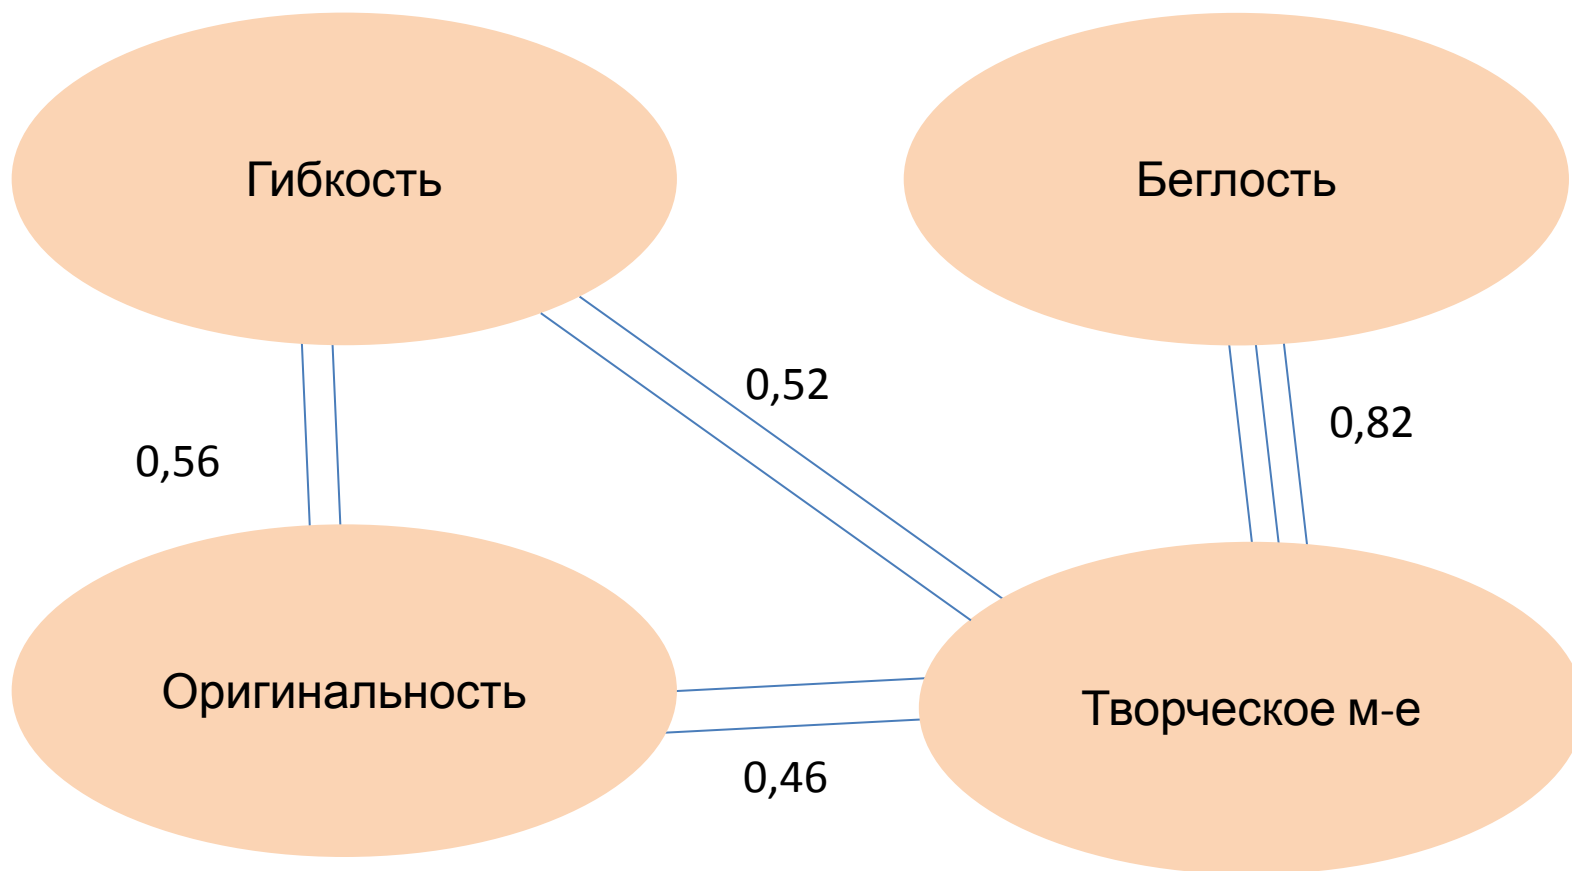 Гибкость
Беглость
0,52
0,82
0,56
Оригинальность
Творческое м-е
0,46